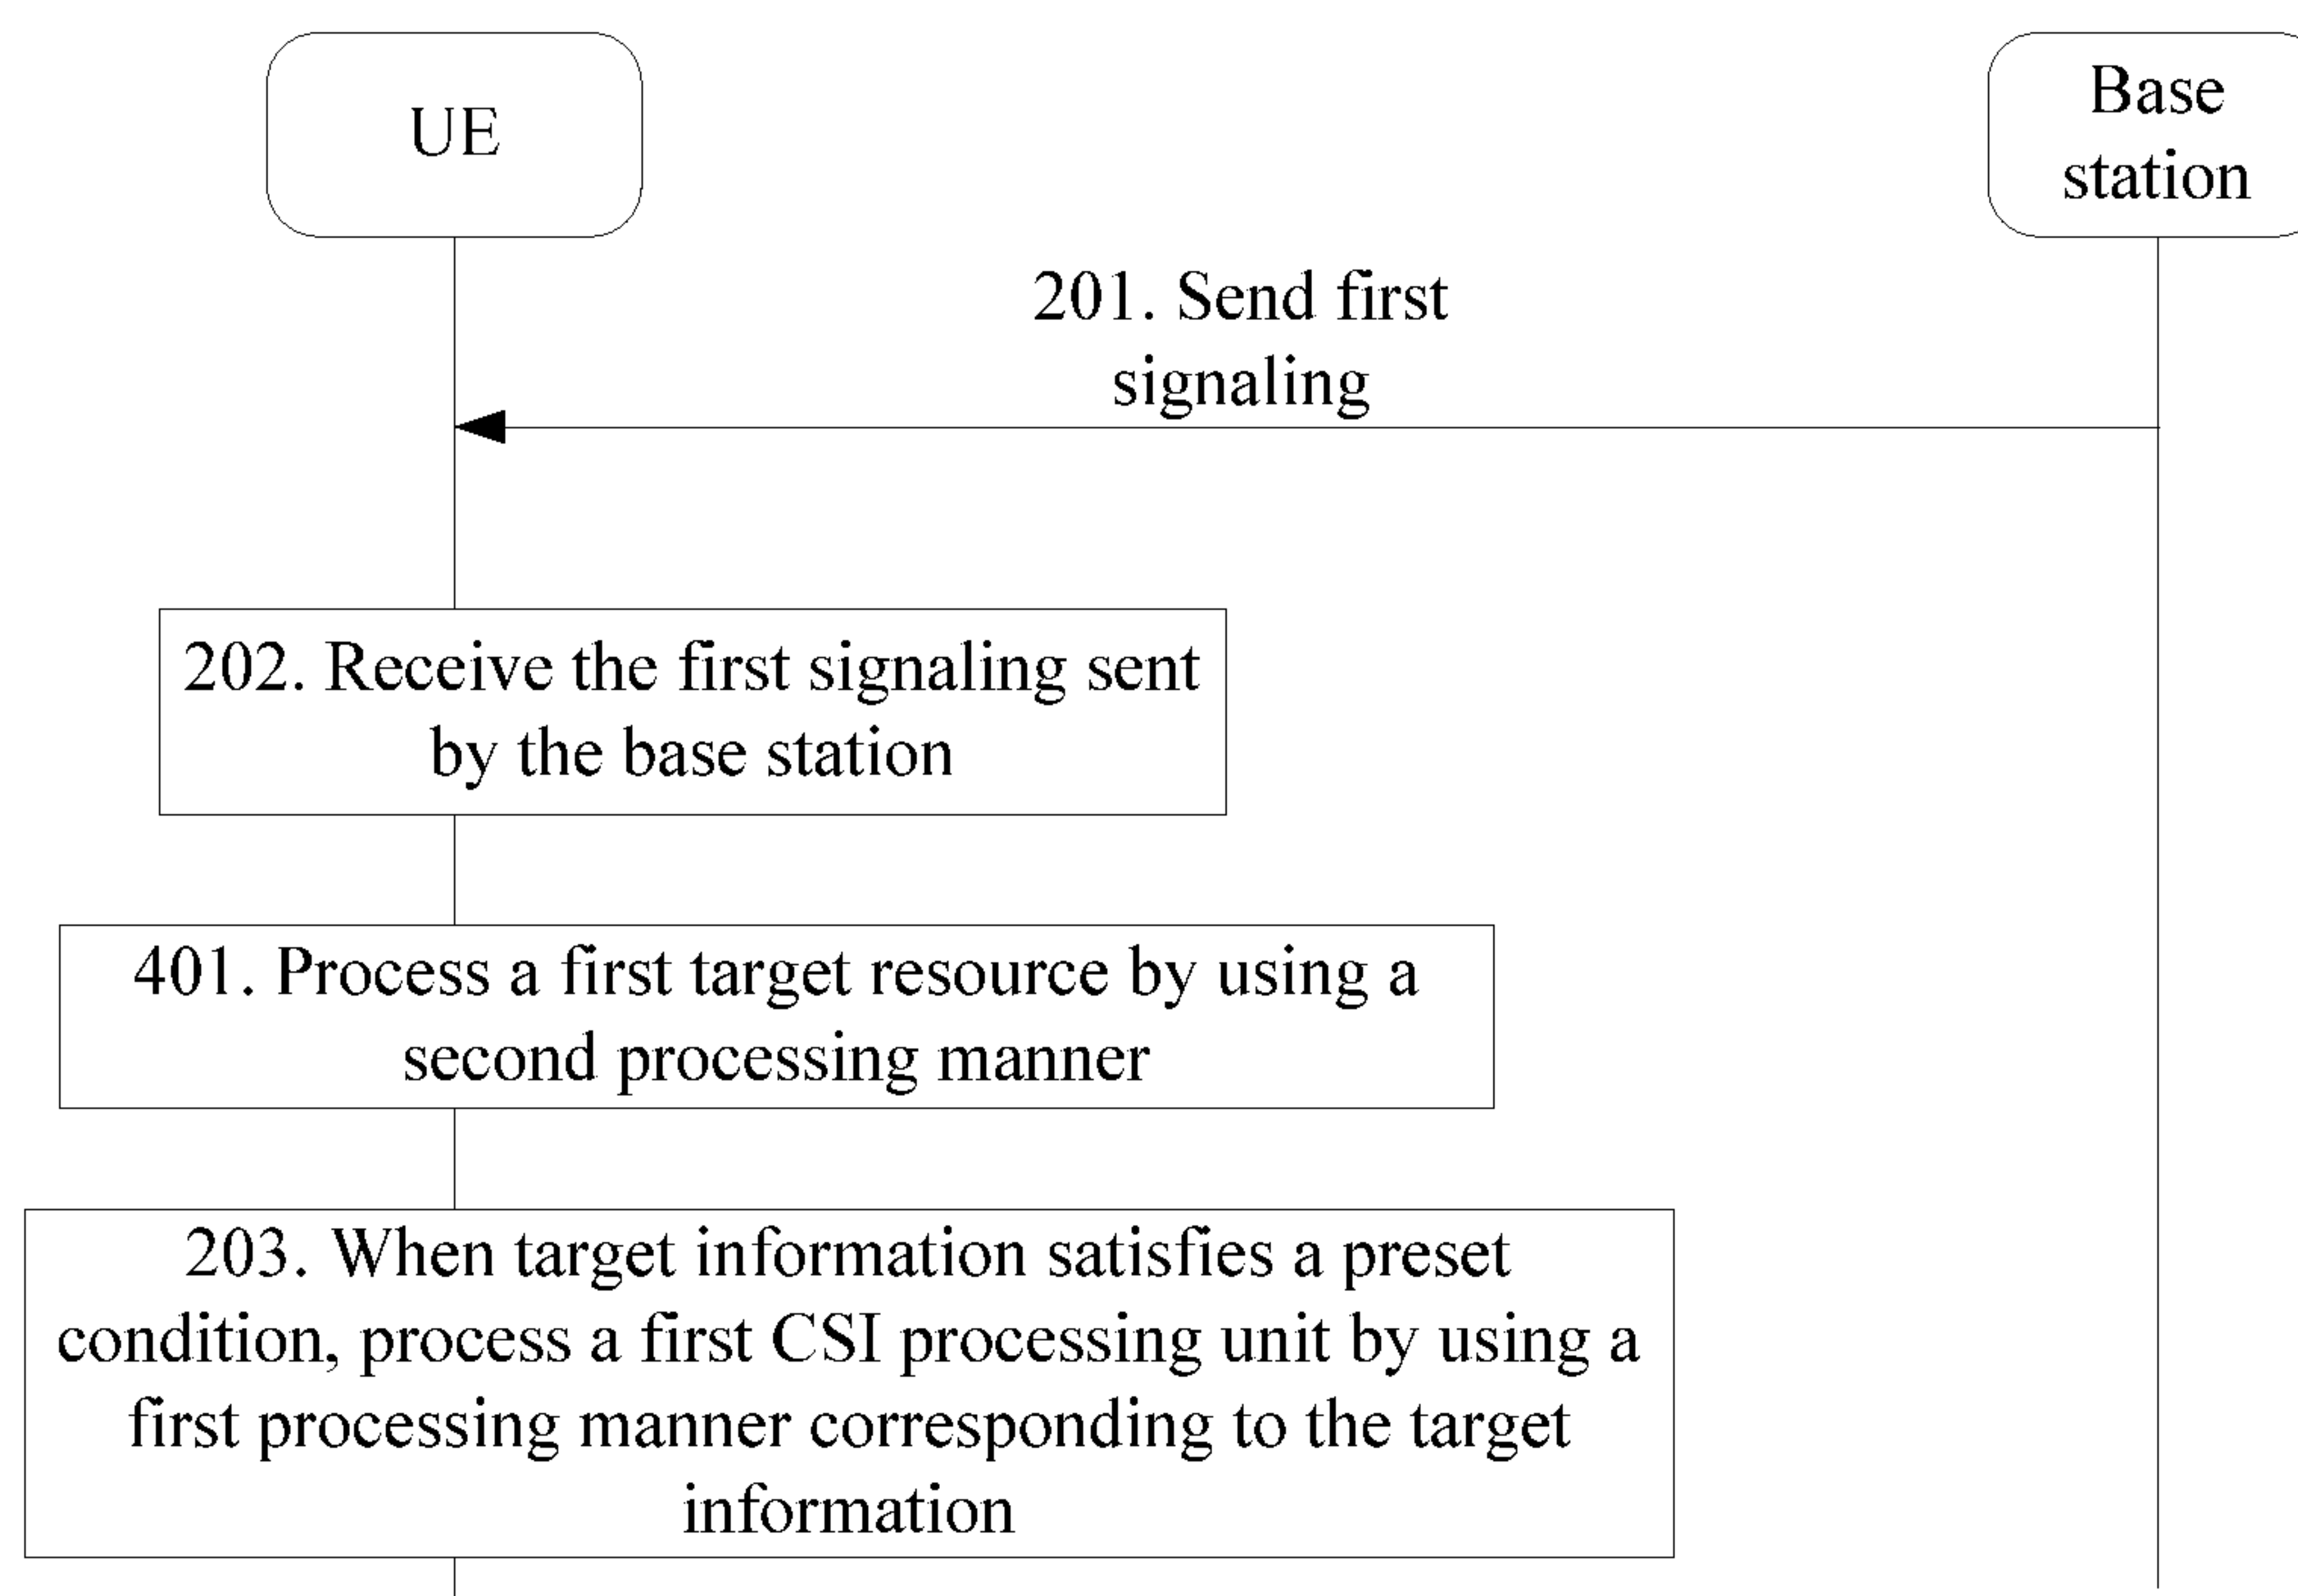 UE
Base
station
201. Send first
signaling
202. Receive the first signaling sent
by the base station
401. Process a first target resource by using a
second processing manner
203. When target information satisfies a preset
condition, process a first CSI processing unit by using a
first processing manner corresponding to the target
information